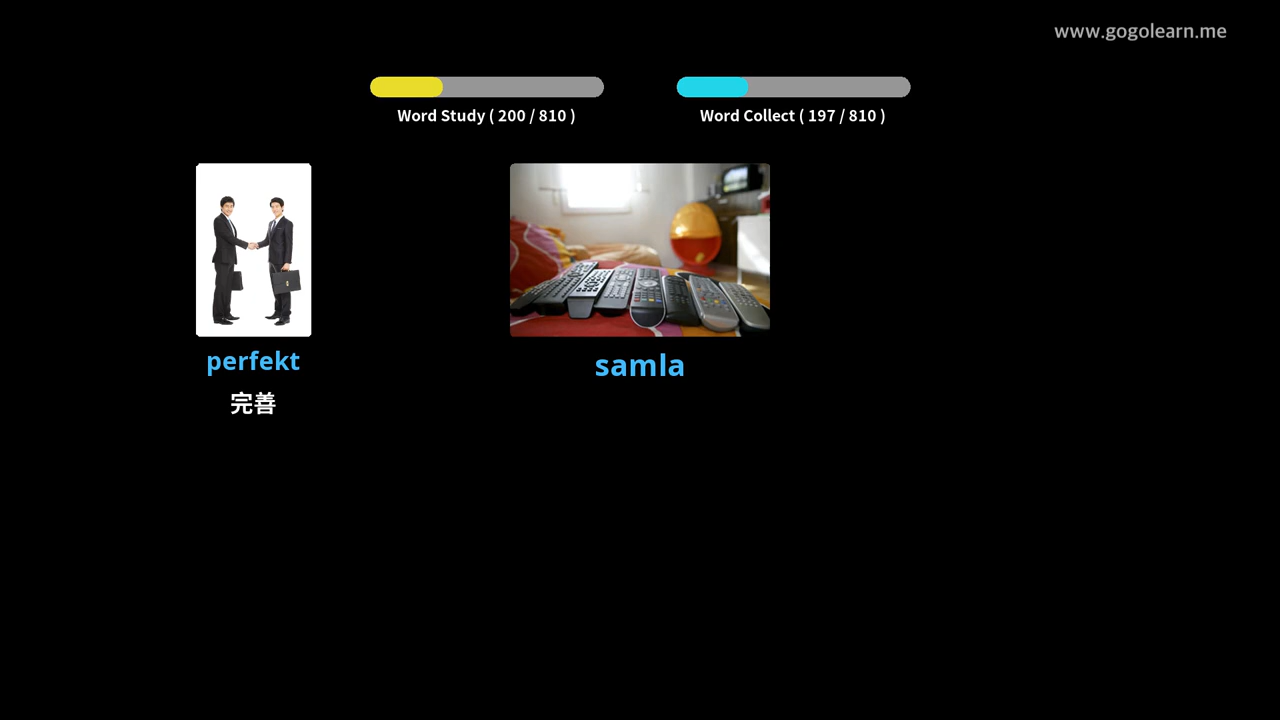 www.gogolearn.me
Word Study ( 200 / 810 )
Word Collect ( 197 / 810 )
perfekt
完善
samla